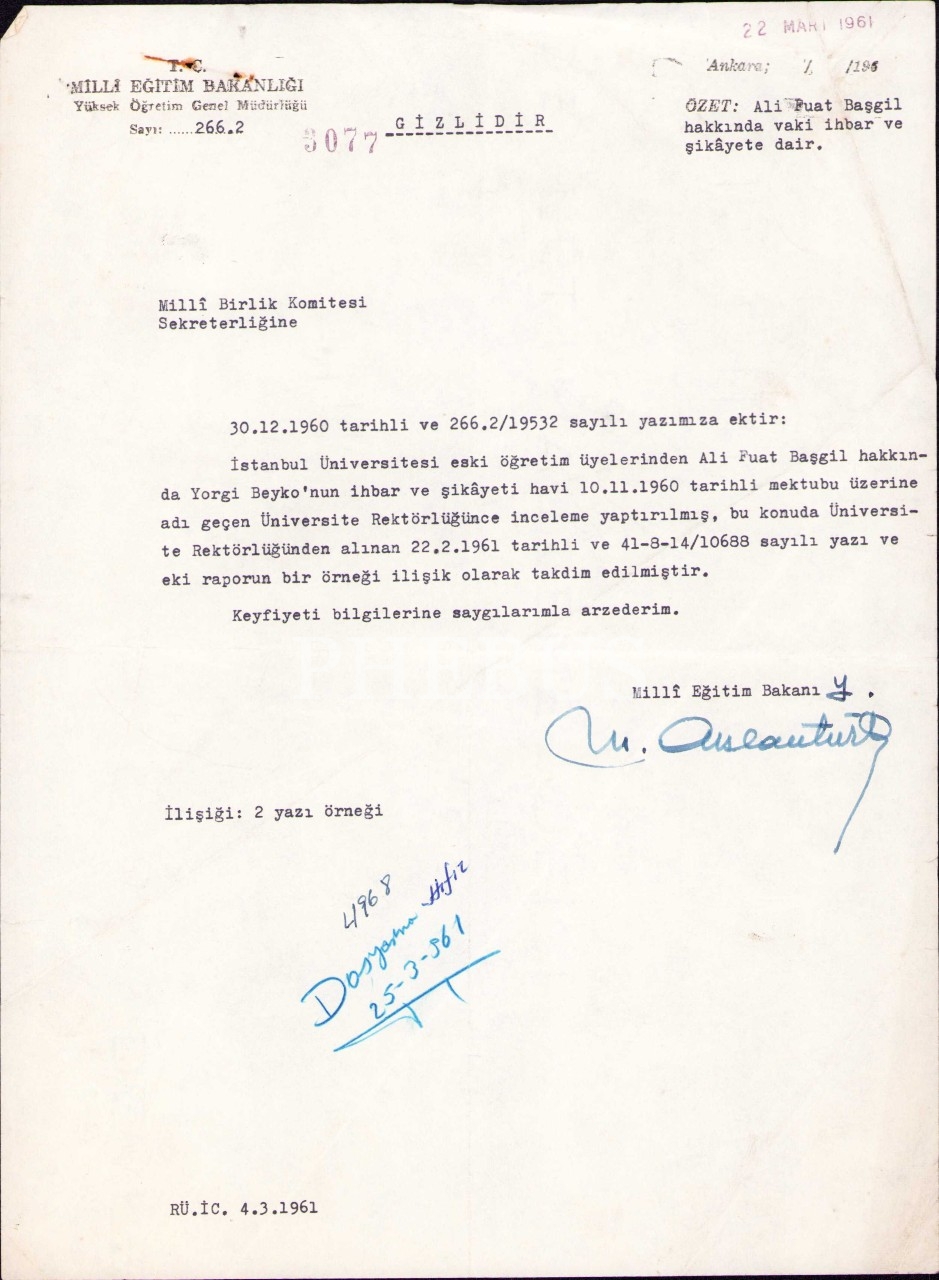 22 MART 1961
T. C.
MİLLÎ EĞİTİM BAKANLIĞI
Yüksek Öğretim Genel Müdürlüğü
Sayı: ......266.2
3077
GİZLİDİR
Ankara; / /196
ÖZET: Ali Fuat Başgil
hakkında vaki ihbar ve
şikâyete dair.
Millî Birlik Komitesi
Sekreterliğine
30.12.1960 tarihli ve 266.2/19532 sayılı yazımıza ektir:
İstanbul Üniversitesi eski öğretim üyelerinden Ali Fuat Başgil hakkın-
da Yorgi Beyko'nun ihbar ve şikâyeti havi 10.11.1960 tarihli mektubu üzerine
adı geçen Üniversite Rektörlüğünce inceleme yaptırılmış, bu konuda Üniversi-
te Rektörlüğünden alınan 22.2.1961 tarihli ve 41-8-14/10688 sayılı yazı ve
eki raporun bir örneği ilişik olarak takdim edilmiştir.
Keyfiyeti bilgilerine saygılarımla arzederim.
Millî Eğitim Bakanı Y.
M. Arslantürk
İlişiği: 2 yazı örneği
4968
Dosyasına Hıfız
25-3-961
RÜ.İC. 4.3.1961